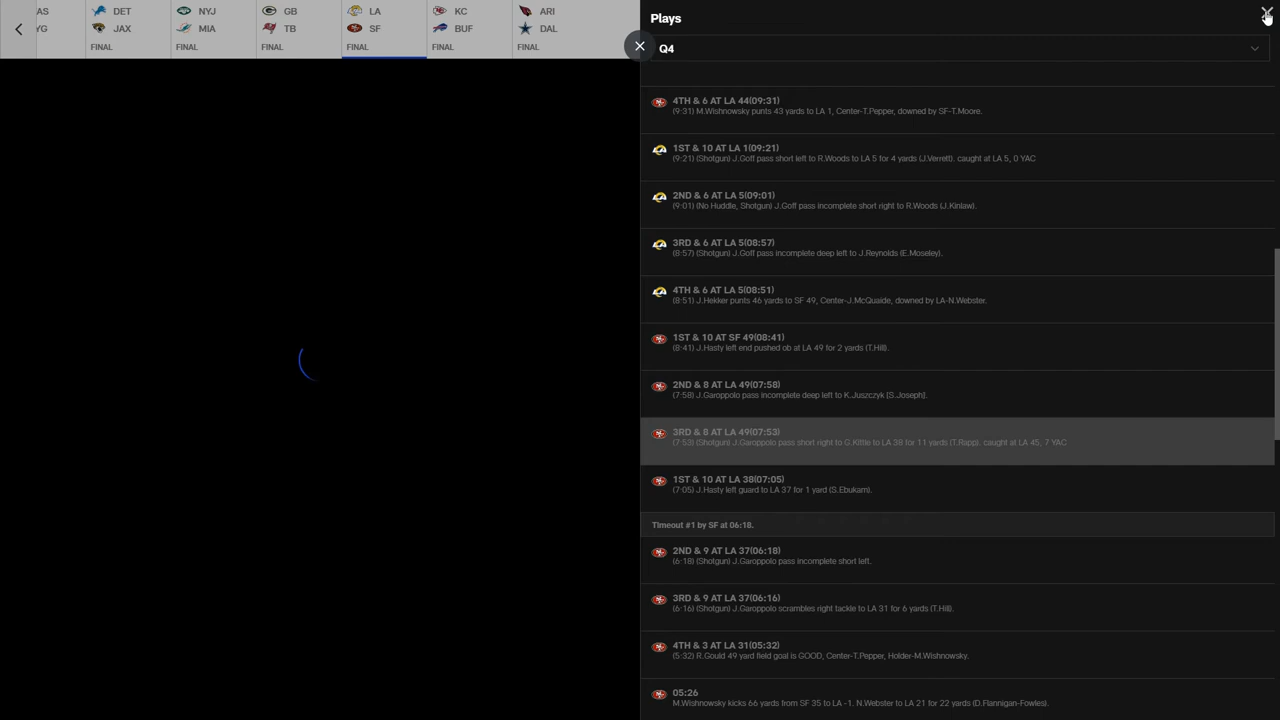 AS
YG
DET
JAX
FINAL
NYJ
MIA
FINAL
GB
TB
FINAL
LA
SF
FINAL
KC
BUF
FINAL
ARI
DAL
FINAL
Plays
Q4
4TH & 6 AT LA 44(09:31)
(9:31) M.Wishnowsky punts 43 yards to LA 1, Center-T.Pepper, downed by SF-T.Moore.
1ST & 10 AT LA 1(09:21)
(9:21) (Shotgun) J.Goff pass short left to R.Woods to LA 5 for 4 yards (J.Verrett). caught at LA 5, 0 YAC
2ND & 6 AT LA 5(09:01)
(9:01) (No Huddle, Shotgun) J.Goff pass incomplete short right to R.Woods (J.Kinlaw).
3RD & 6 AT LA 5(08:57)
(8:57) (Shotgun) J.Goff pass incomplete deep left to J.Reynolds (E.Moseley).
4TH & 6 AT LA 5(08:51)
(8:51) J.Hekker punts 46 yards to SF 49, Center-J.McQuaide, downed by LA-N.Webster.
1ST & 10 AT SF 49(08:41)
(8:41) J.Hasty left end pushed ob at LA 49 for 2 yards (T.Hill).
2ND & 8 AT LA 49(07:58)
(7:58) J.Garoppolo pass incomplete deep left to K.Juszczyk [S.Joseph].
3RD & 8 AT LA 49(07:53)
(7:53) (Shotgun) J.Garoppolo pass short right to G.Kittle to LA 38 for 11 yards (T.Rapp). caught at LA 45, 7 YAC
1ST & 10 AT LA 38(07:05)
(7:05) J.Hasty left guard to LA 37 for 1 yard (S.Ebukam).
Timeout #1 by SF at 06:18.
2ND & 9 AT LA 37(06:18)
(6:18) (Shotgun) J.Garoppolo pass incomplete short left.
3RD & 9 AT LA 37(06:16)
(6:16) (Shotgun) J.Garoppolo scrambles right tackle to LA 31 for 6 yards (T.Hill).
4TH & 3 AT LA 31(05:32)
(5:32) R.Gould 49 yard field goal is GOOD, Center-T.Pepper, Holder-M.Wishnowsky.
05:26
M.Wishnowsky kicks 66 yards from SF 35 to LA -1. N.Webster to LA 21 for 22 yards (D.Flannigan-Fowles).